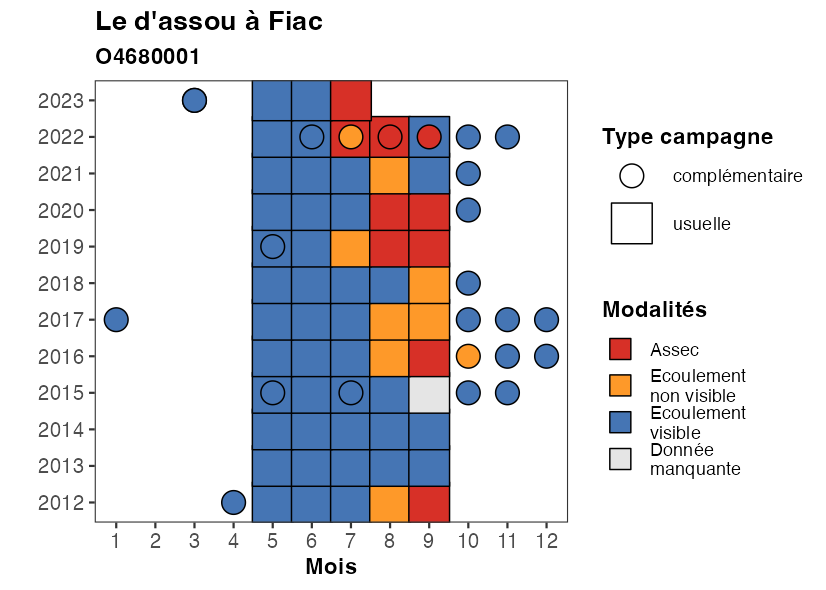 Le d'assou à Fiac
O4680001
2023
2022
2021
2020
2019
2018
2017
2016
2015
2014
2013
2012
1 2 3 4 5 6 7 8 9 10 11 12
Mois
Type campagne
complémentaire
usuelle
Modalités
Assec
Ecoulement
non visible
Ecoulement
visible
Donnée
manquante